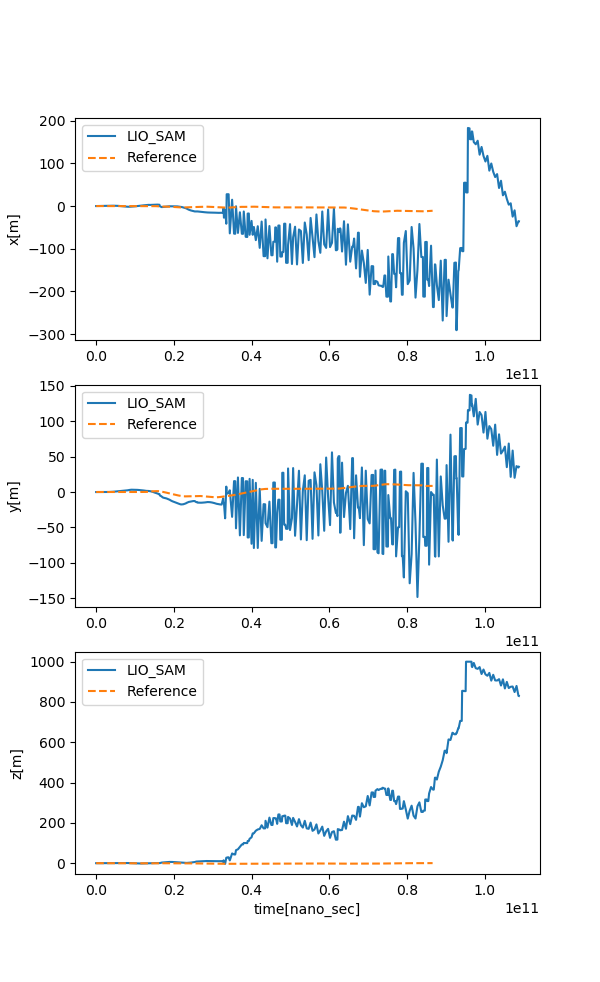 200
100
0
−100
−200
−300
x[m]
LIO_SAM
Reference
0.0 0.2 0.4 0.6 0.8 1.0
1e11
150
100
50
0
−50
−100
−150
y[m]
LIO_SAM
Reference
0.0 0.2 0.4 0.6 0.8 1.0
1e11
1000
800
600
400
200
0
z[m]
LIO_SAM
Reference
0.0 0.2 0.4 0.6 0.8 1.0
time[nano_sec]
1e11